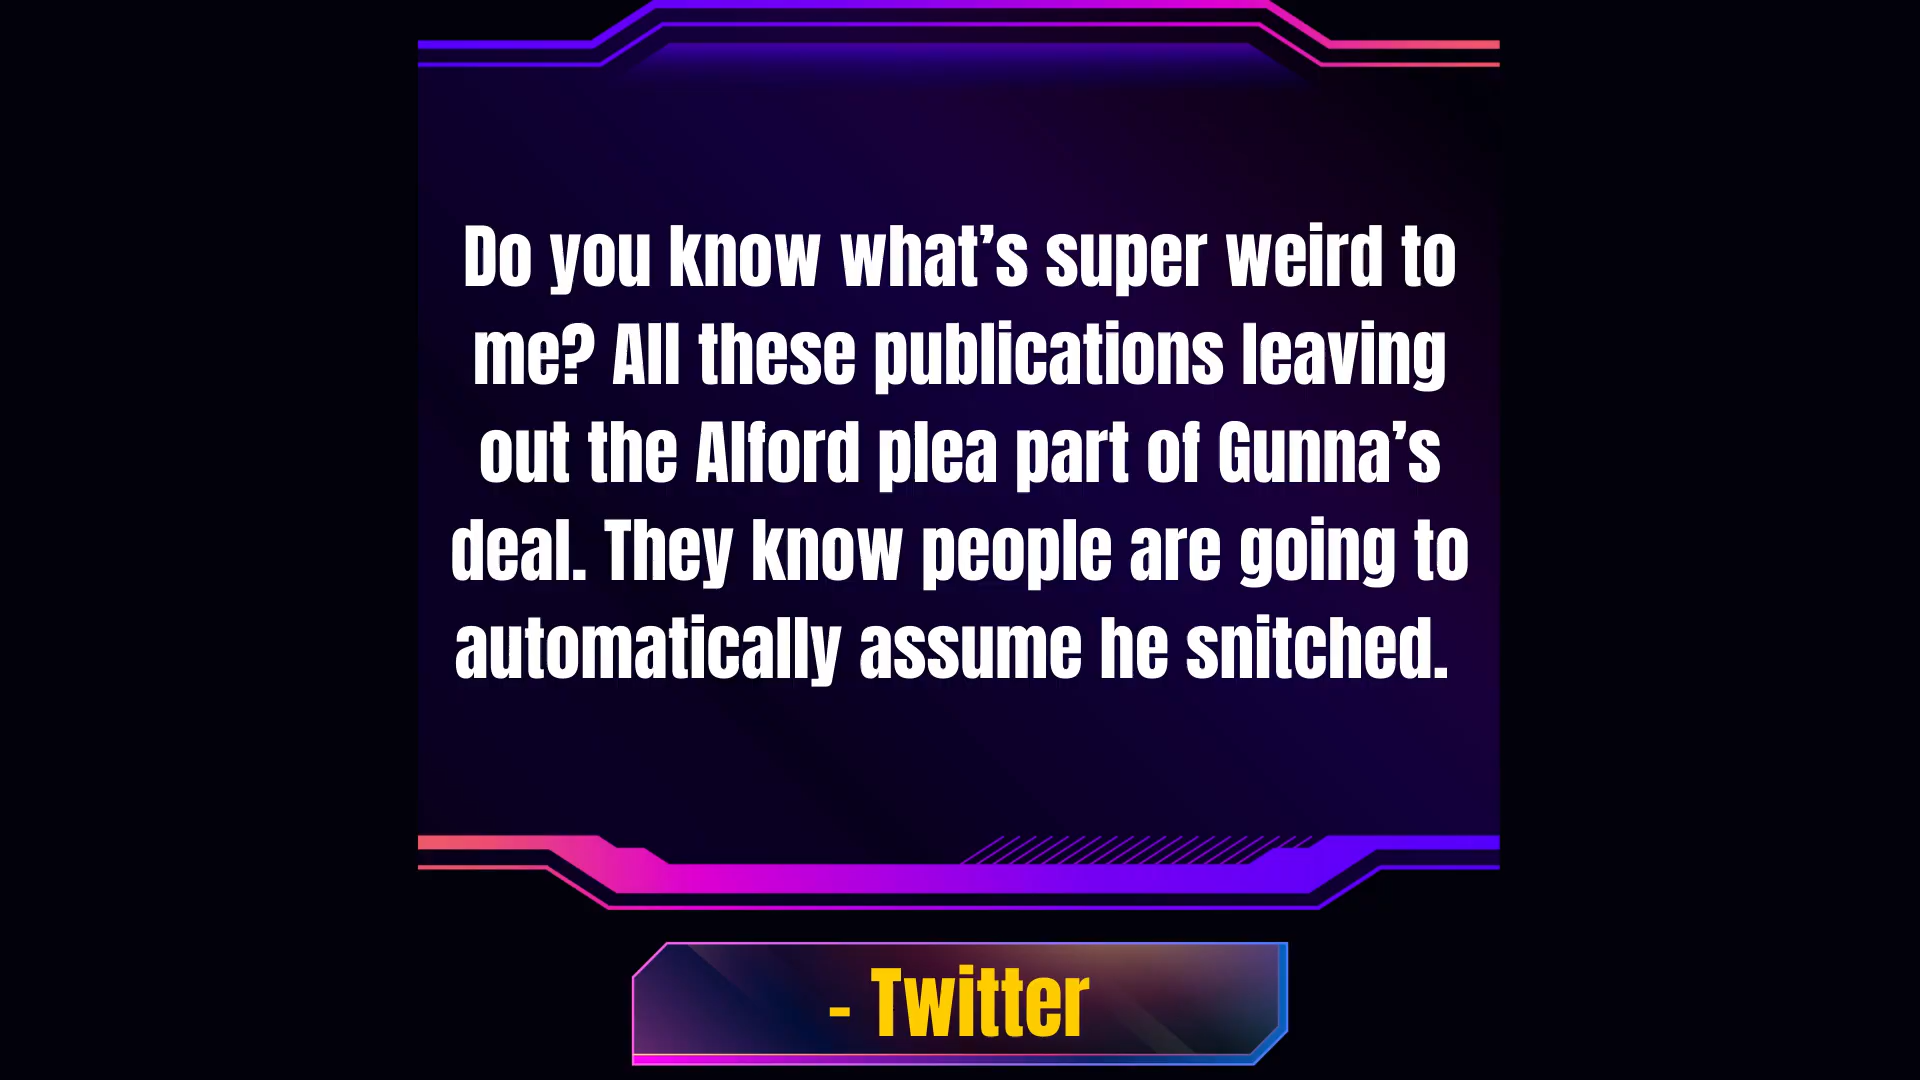 Do you know what’s super weird to
me? All these publications leaving
out the Alford plea part of Gunna’s
deal. They know people are going to
automatically assume he snitched.
- Twitter